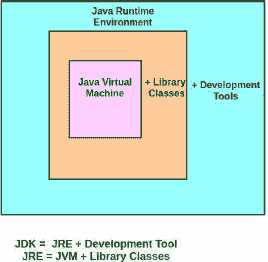 Java Runtime
Environment
Java Virtual
Machine
+ Library
Classes
+ Development
Tools
JDK = JRE + Development Tool
JRE = JVM + Library Classes